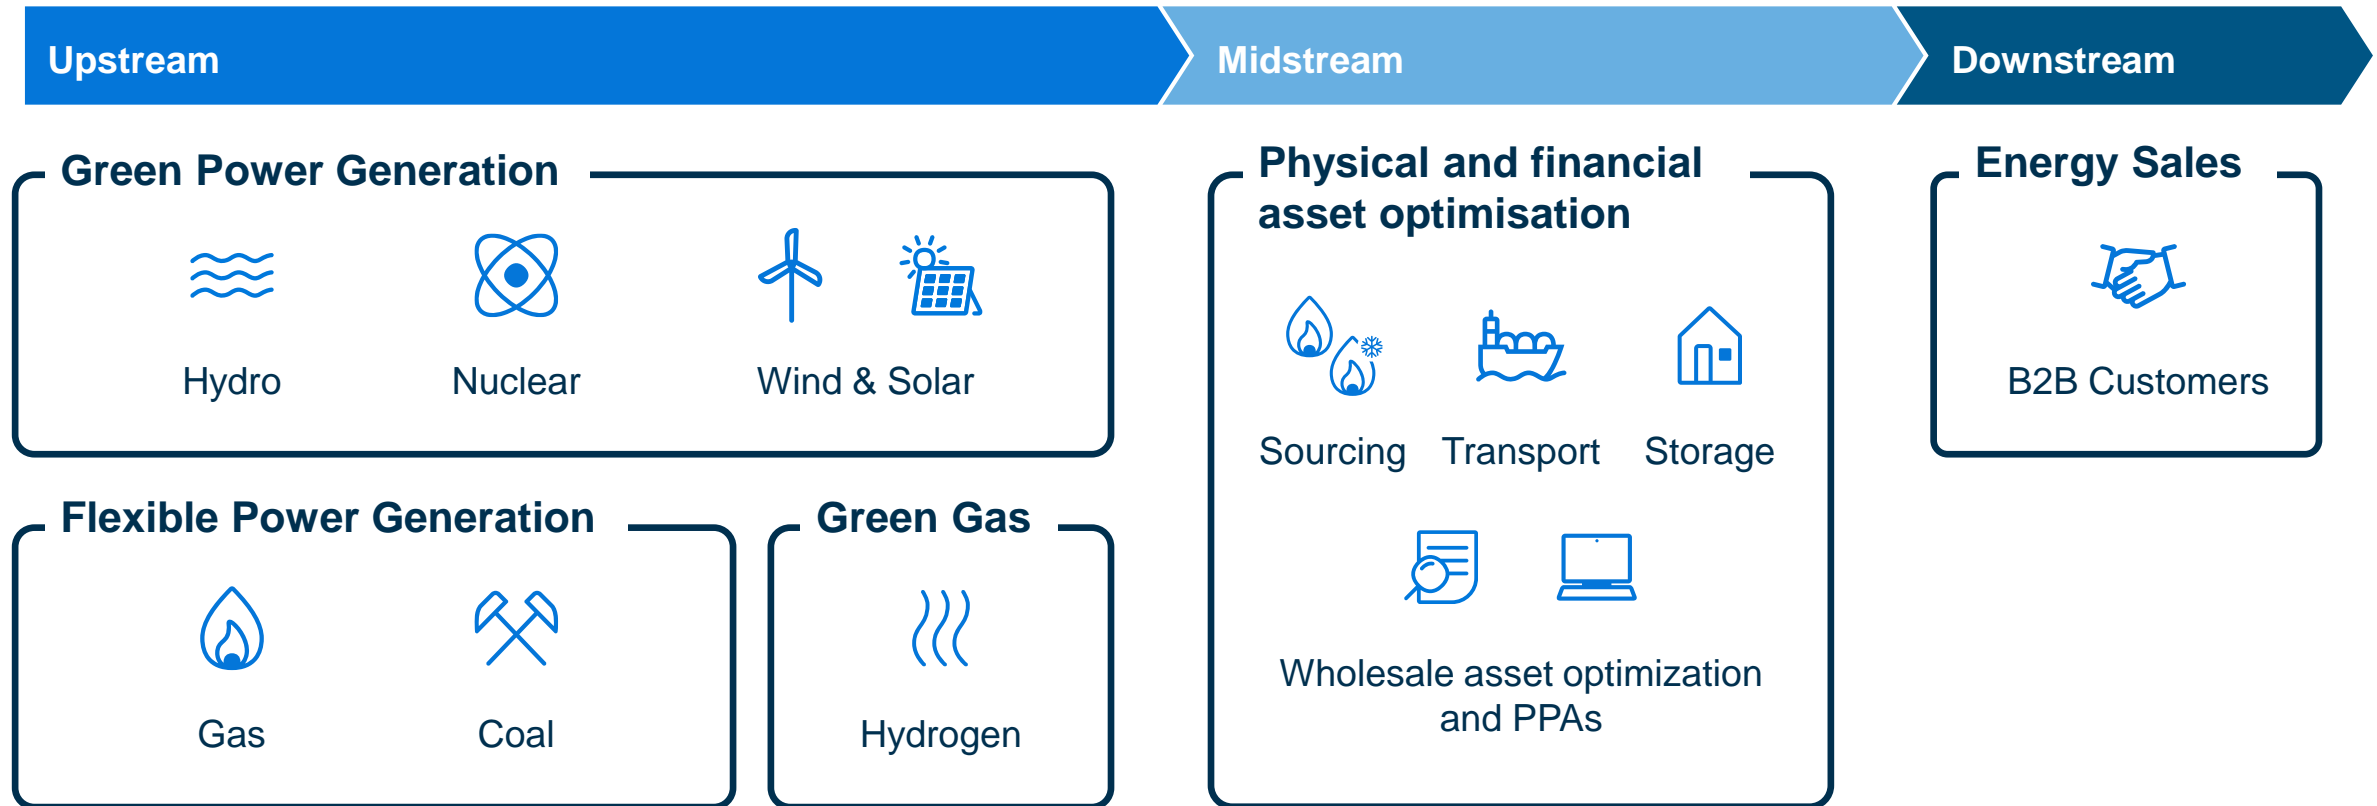 Upstream
Midstream
Downstream
Green Power Generation
Hydro
Nuclear
Wind & Solar
Flexible Power Generation
Gas
Coal
Green Gas
Hydrogen
Physical and financial
asset optimisation
Sourcing
Transport
Storage
Wholesale asset optimization
and PPAs
Energy Sales
B2B Customers